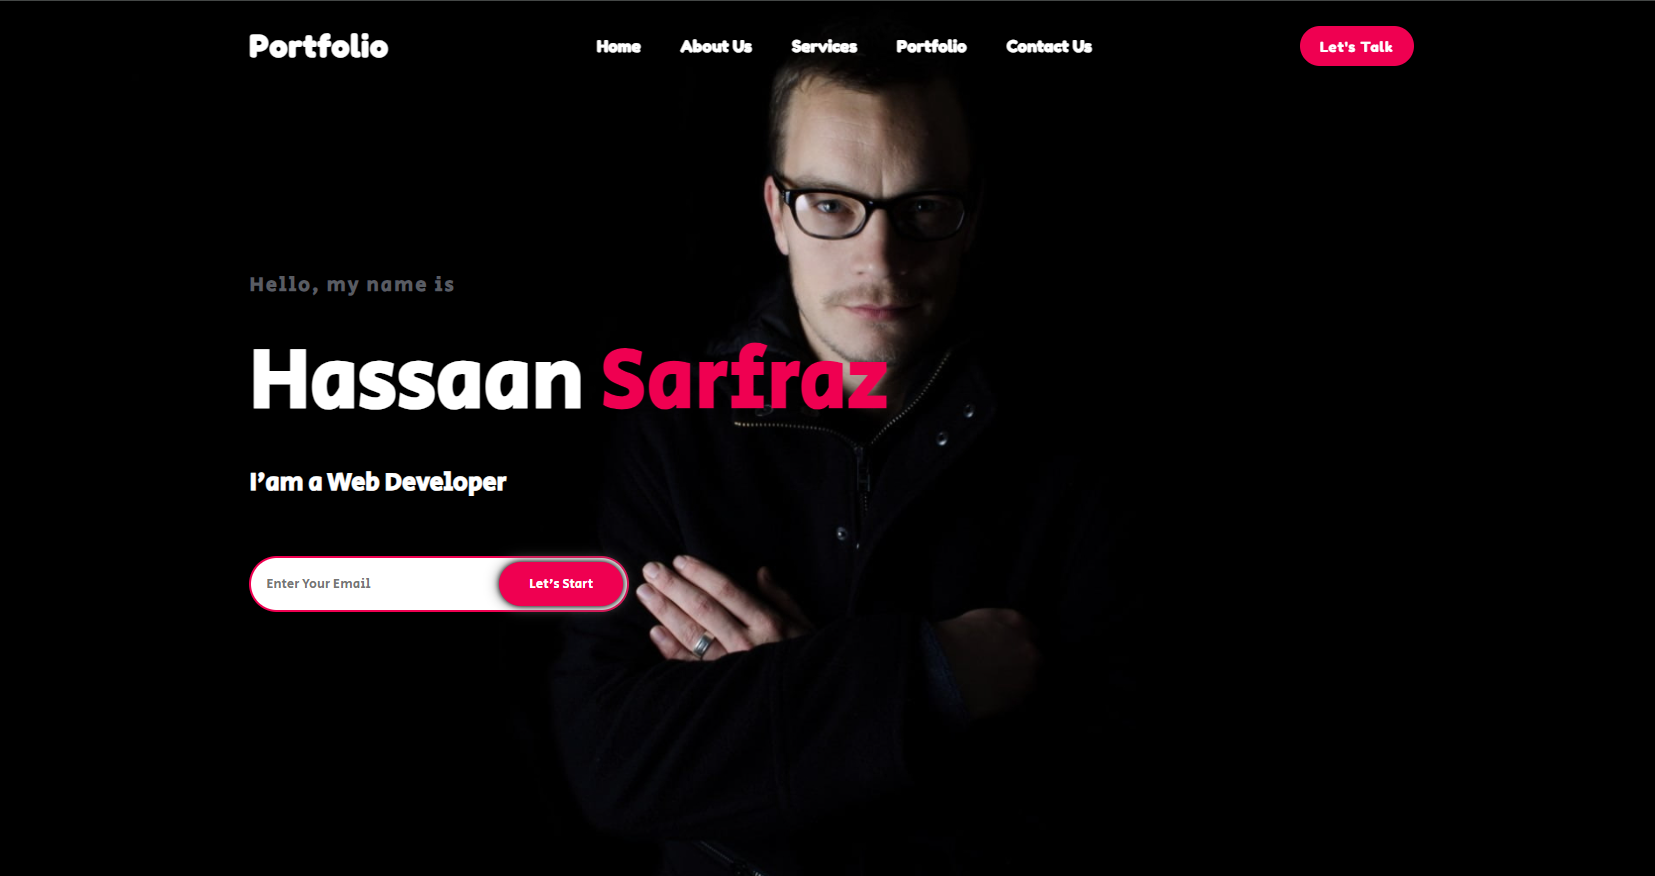 Portfolio Home About Us Services Portfolio Contact Us Let's Talk
Hello, my name is
Hassaan Sarfraz
I'am a Web Developer
Enter Your Email Let's Start